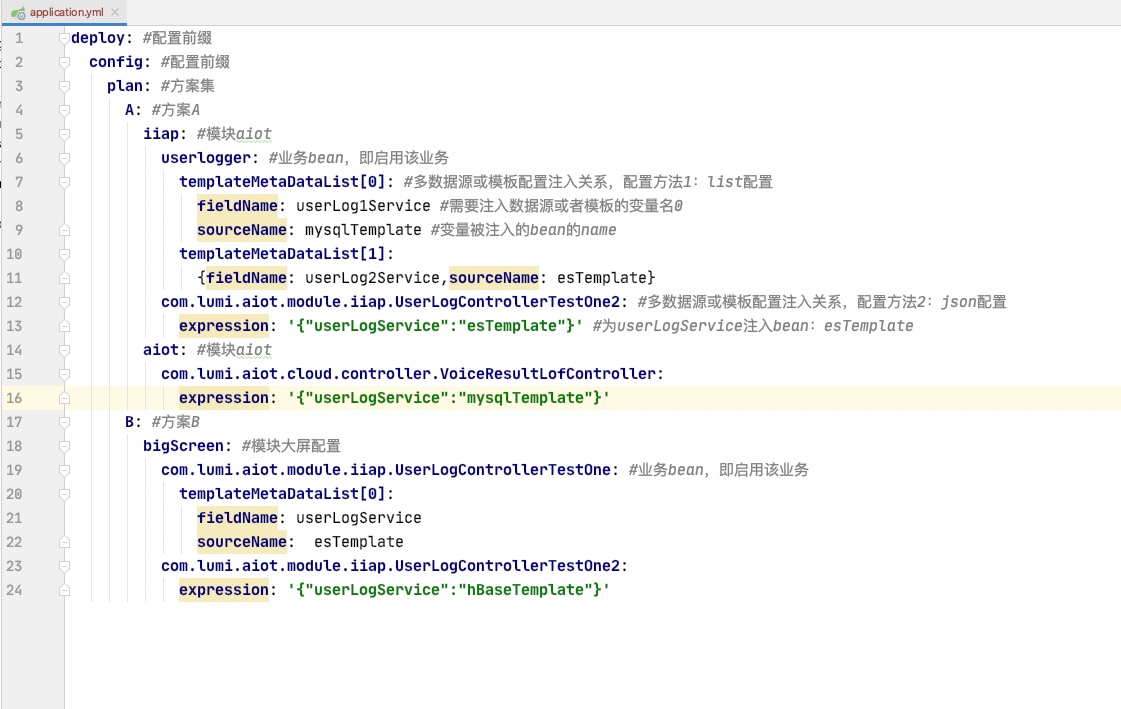 application.yml
1 deploy: #配置前缀
2 config: #配置前缀
3 plan: #方案集
4 A: #方案A
5 iiap: #模块aiot
6 userlogger: #业务bean，即启用该业务
7 templateMetaDataList[0]: #多数据源或模板配置注入关系，配置方法1：list配置
8 fieldName: userLog1Service #需要注入数据源或者模板的变量名0
9 sourceName: mysqlTemplate #变量被注入的bean的name
10 templateMetaDataList[1]:
11 {fieldName: userLog2Service,sourceName: esTemplate}
12 com.lumi.aiot.module.iiap.UserLogControllerTestOne2: #多数据源或模板配置注入关系，配置方法2：json配置
13 expression: '{"userLogService":"esTemplate"}' #为userLogService注入bean：esTemplate
14 aiot: #模块aiot
15 com.lumi.aiot.cloud.controller.VoiceResultLofController:
16 expression: '{"userLogService":"mysqlTemplate"}'
17 B: #方案B
18 bigScreen: #模块大屏配置
19 com.lumi.aiot.module.iiap.UserLogControllerTestOne: #业务bean，即启用该业务
20 templateMetaDataList[0]:
21 fieldName: userLogService
22 sourceName:  esTemplate
23 com.lumi.aiot.module.iiap.UserLogControllerTestOne2:
24 expression: '{"userLogService":"hBaseTemplate"}'